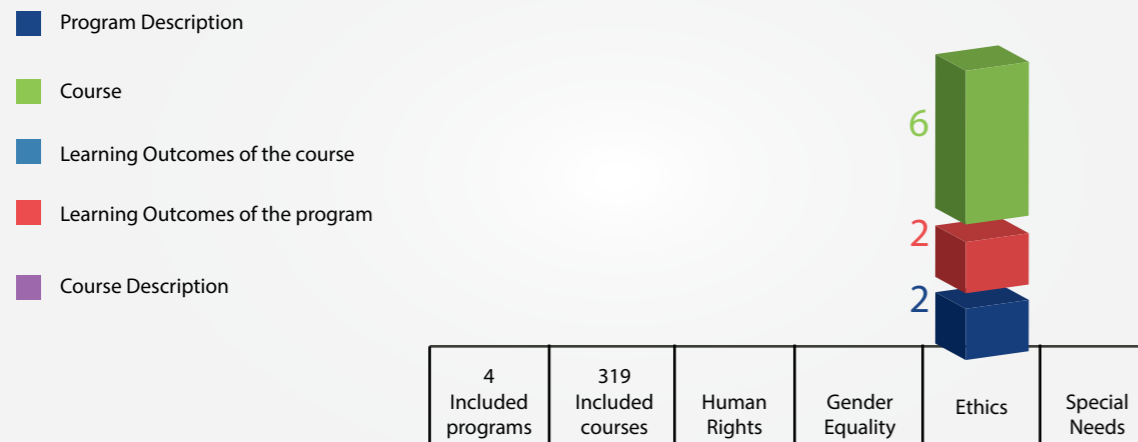 Program Description
Course
Learning Outcomes of the course
Learning Outcomes of the program
Course Description
6
2
2
4
Included
programs
319
Included
courses
Human
Rights
Gender
Equality
Ethics
Special
Needs